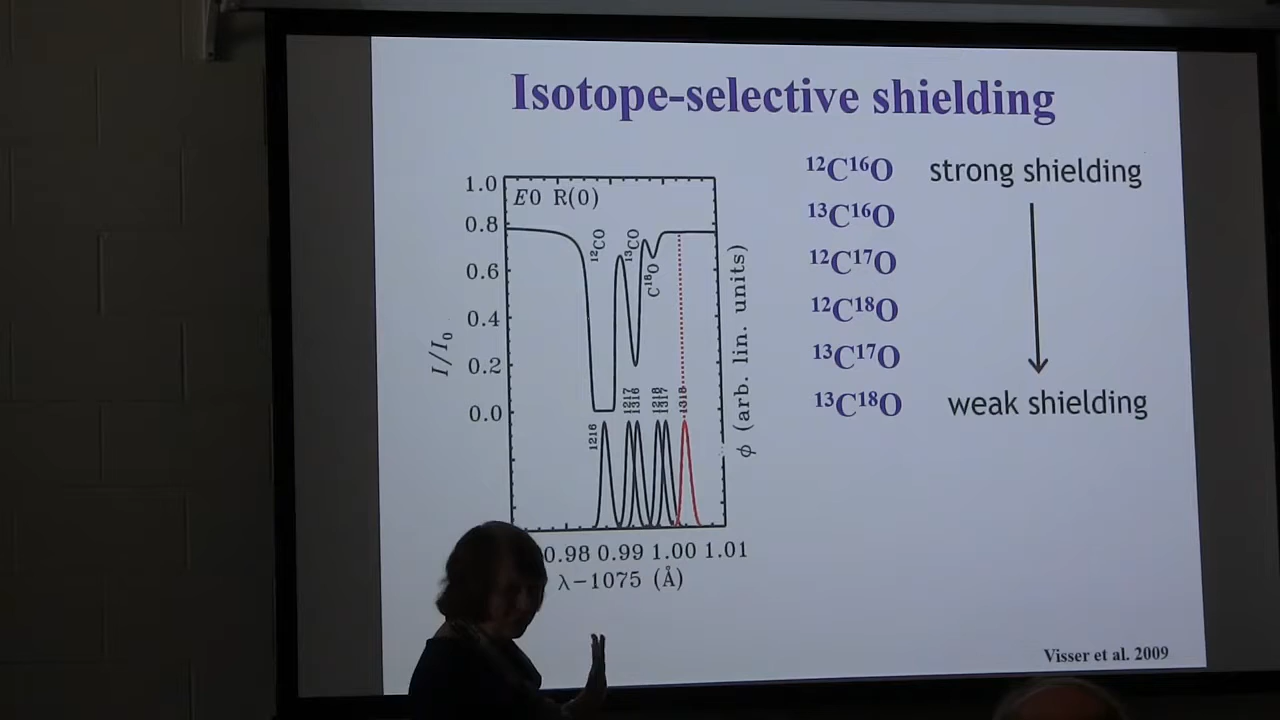 Isotope-selective shielding
¹²C¹⁶O strong shielding
¹³C¹⁶O
¹²C¹⁷O
¹²C¹⁸O
¹³C¹⁷O
¹³C¹⁸O weak shielding
E0 R(0)
1.0
0.8
0.6
0.4
0.2
0.0
I/I₀
¹²CO
¹³CO
C¹⁸O
1216
1217
1316
1218
1317
1318
ϕ (arb. lin. units)
0.98 0.99 1.00 1.01
λ−1075 (Å)
Visser et al. 2009